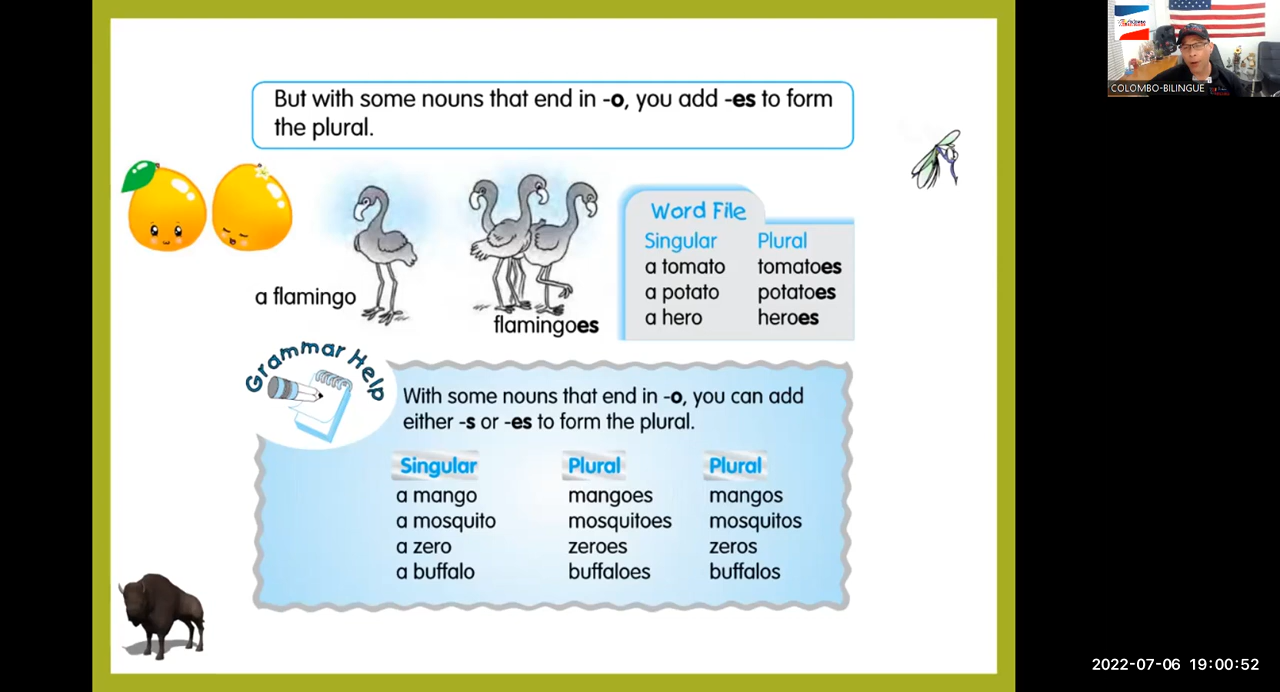 But with some nouns that end in -o, you add -es to form
the plural.
a flamingo
flamingoes
Word File
Singular Plural
a tomato tomatoes
a potato potatoes
a hero heroes
Grammar Help
With some nouns that end in -o, you can add
either -s or -es to form the plural.
Singular Plural Plural
a mango mangoes mangos
a mosquito mosquitoes mosquitos
a zero zeroes zeros
a buffalo buffaloes buffalos
COLOMBO-BILINGUE
2022-07-06 19:00:52